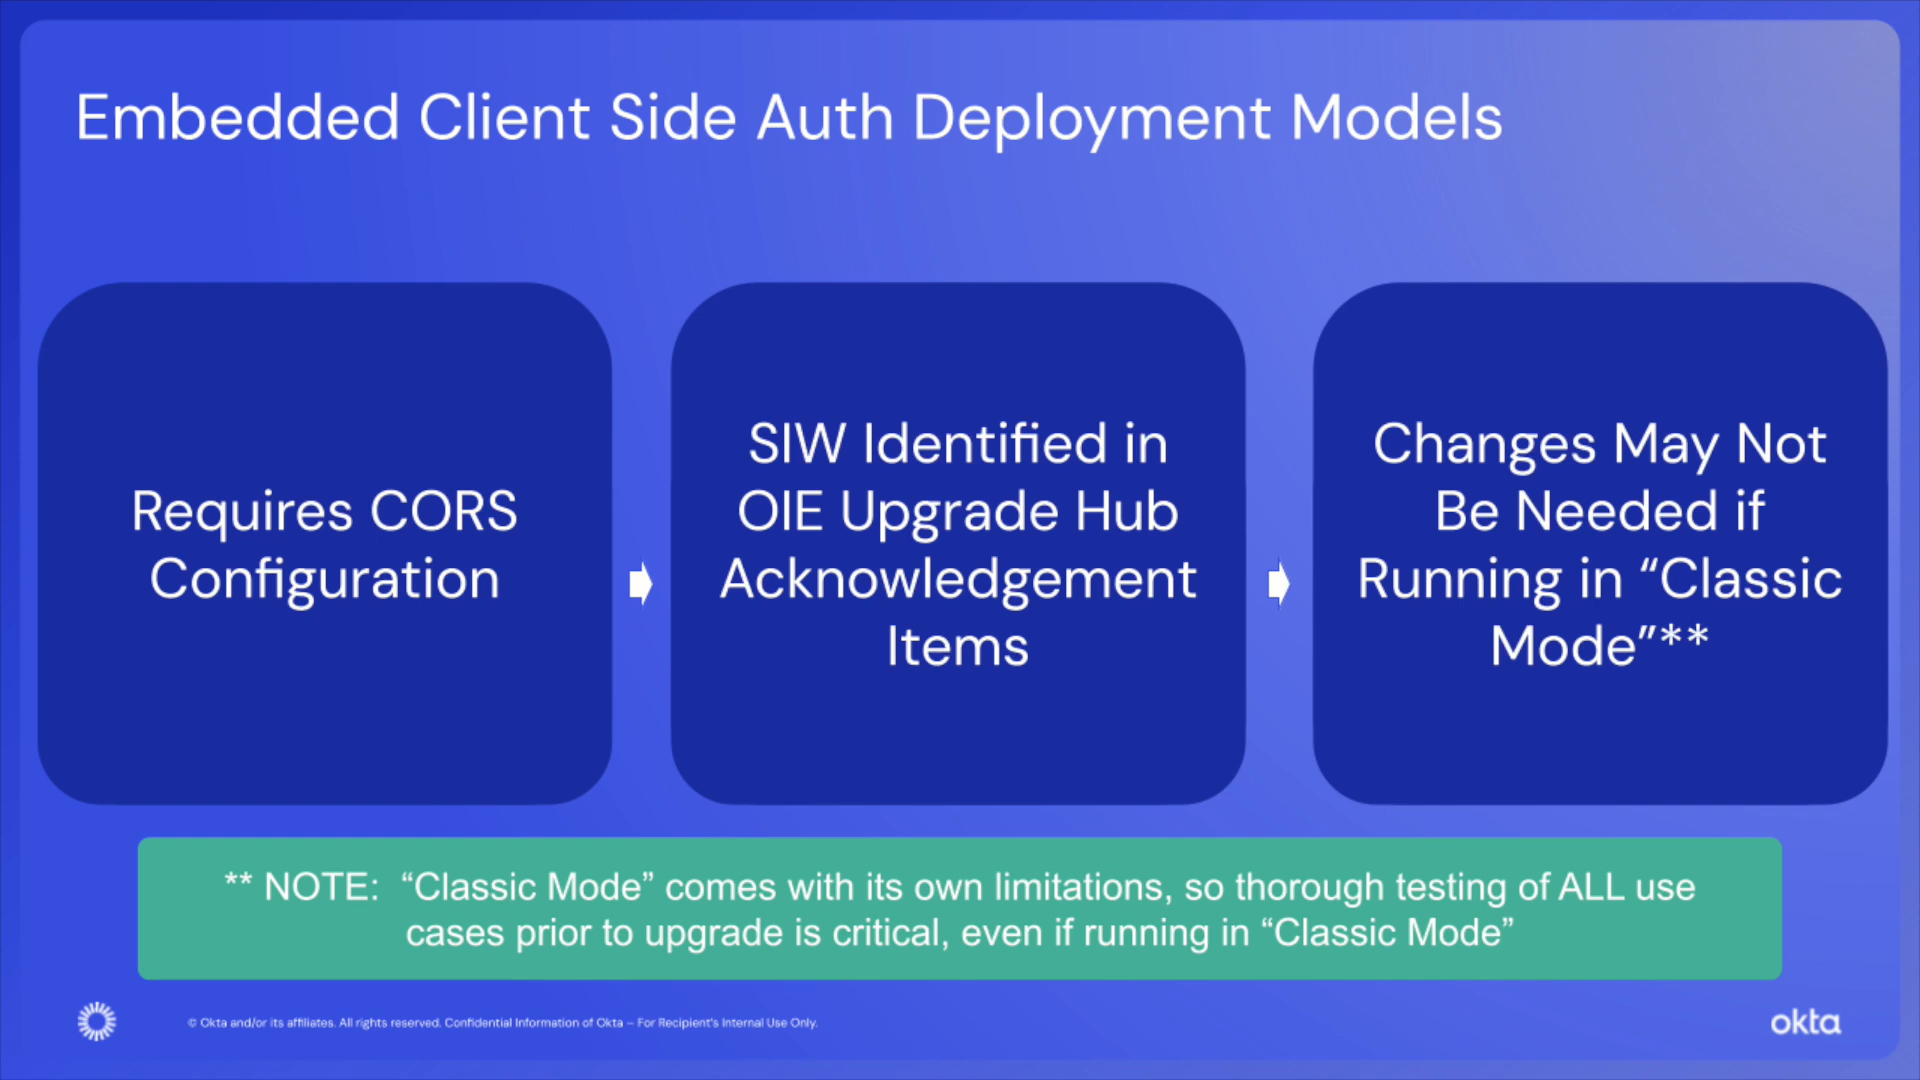 Embedded Client Side Auth Deployment Models
Requires CORS
Configuration
SIW Identified in
OIE Upgrade Hub
Acknowledgement
Items
Changes May Not
Be Needed if
Running in “Classic
Mode”**
** NOTE:  “Classic Mode” comes with its own limitations, so thorough testing of ALL use
cases prior to upgrade is critical, even if running in “Classic Mode”
© Okta and/or its affiliates. All rights reserved. Confidential Information of Okta – For Recipient's Internal Use Only.
okta